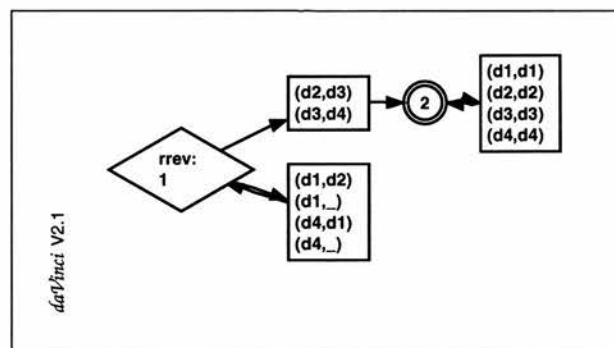 (d2,d3)
(d3,d4)
2
(d1,d1)
(d2,d2)
(d3,d3)
(d4,d4)
rrev:
1
(d1,d2)
(d1,_)
(d4,d1)
(d4,_)
daVinci V2.1